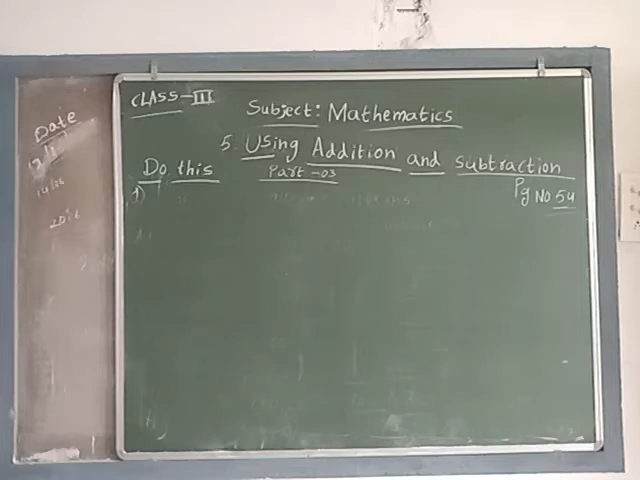 CLASS-III
Subject: Mathematics
5. Using Addition and subtraction
Do this
Part-03
Pg No 54
1)
Date